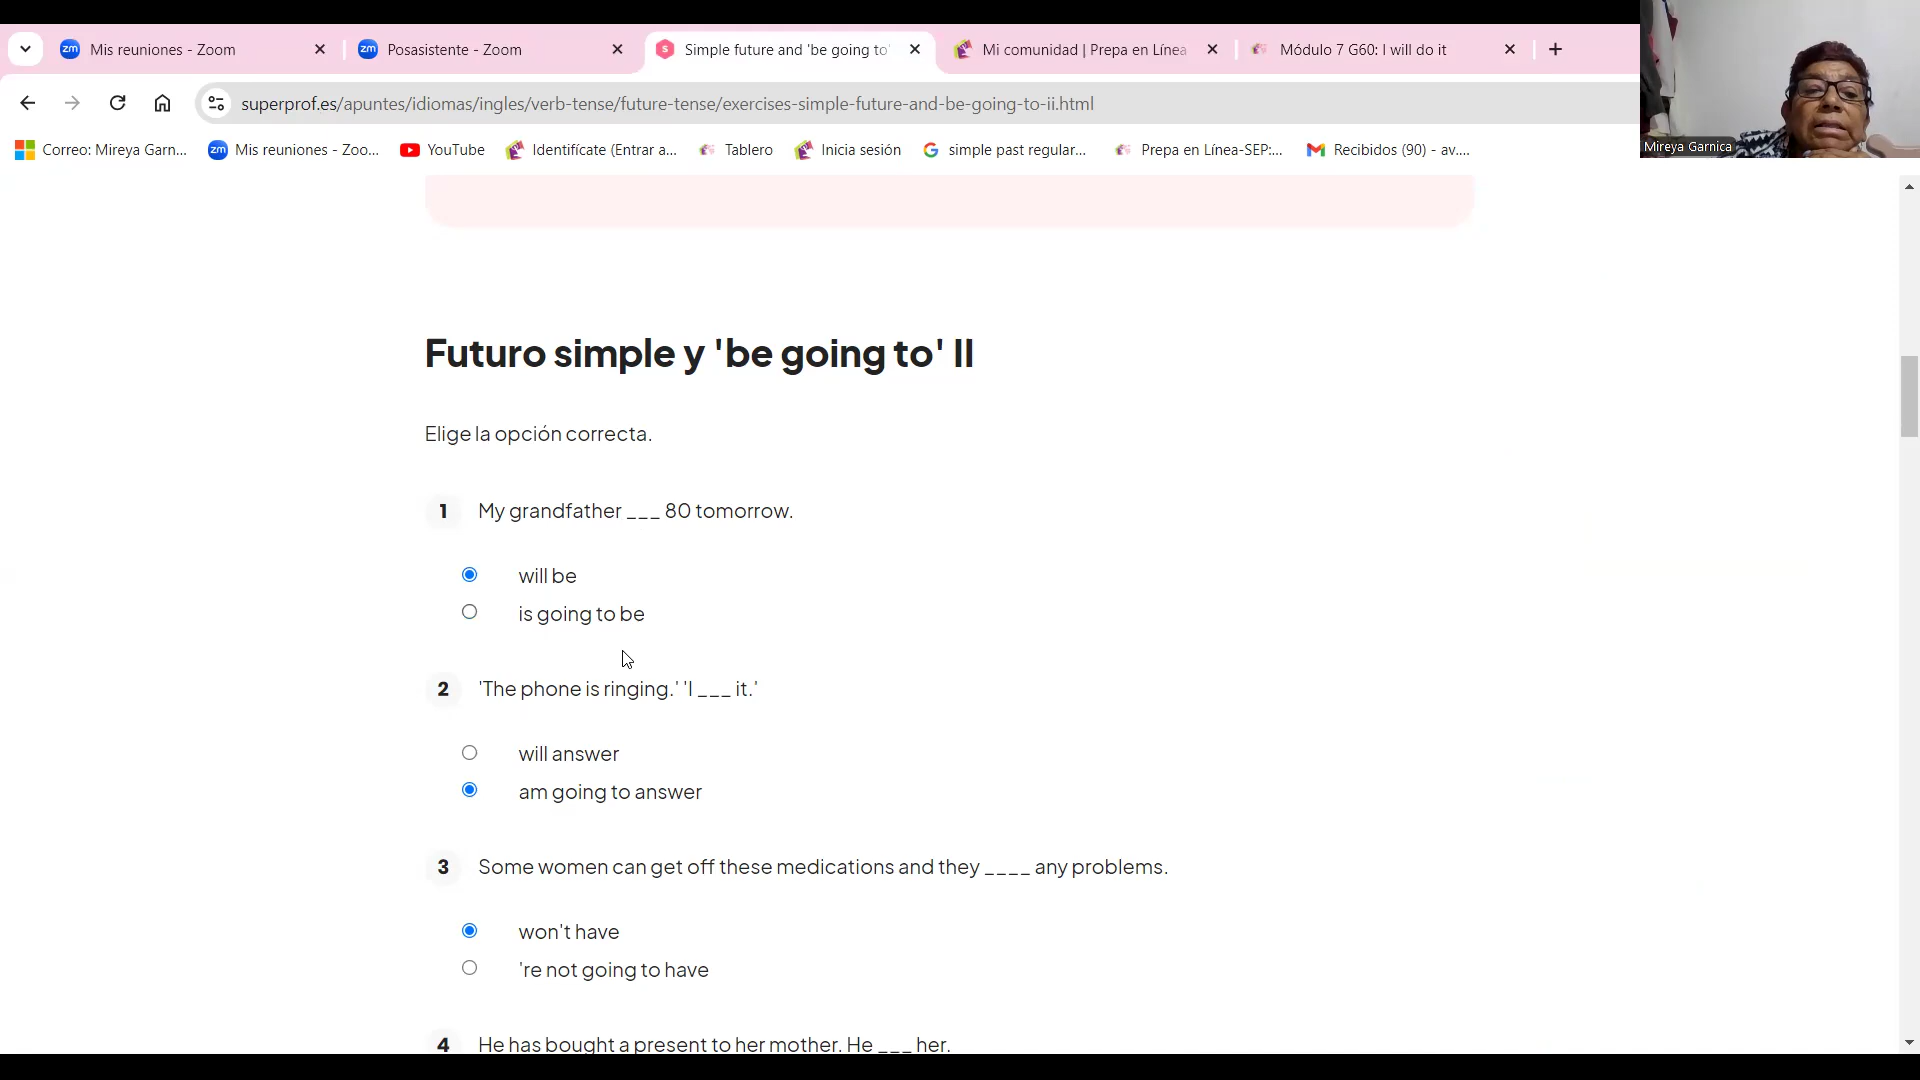 Mis reuniones - Zoom
Posasistente - Zoom
Simple future and 'be going to'
Mi comunidad | Prepa en Línea
Módulo 7 G60: I will do it
superprof.es/apuntes/idiomas/ingles/verb-tense/future-tense/exercises-simple-future-and-be-going-to-ii.html
Correo: Mireya Garn...
Mis reuniones - Zoo...
YouTube
Identifícate (Entrar a...
Tablero
Inicia sesión
simple past regular...
Prepa en Línea-SEP:...
Recibidos (90) - av....
Mireya Garnica
Futuro simple y 'be going to' II
Elige la opción correcta.
1 My grandfather ___ 80 tomorrow.
will be
is going to be
2 'The phone is ringing.' 'I ___ it.'
will answer
am going to answer
3 Some women can get off these medications and they ____ any problems.
won't have
're not going to have
4 He has bought a present to her mother. He ___ her.